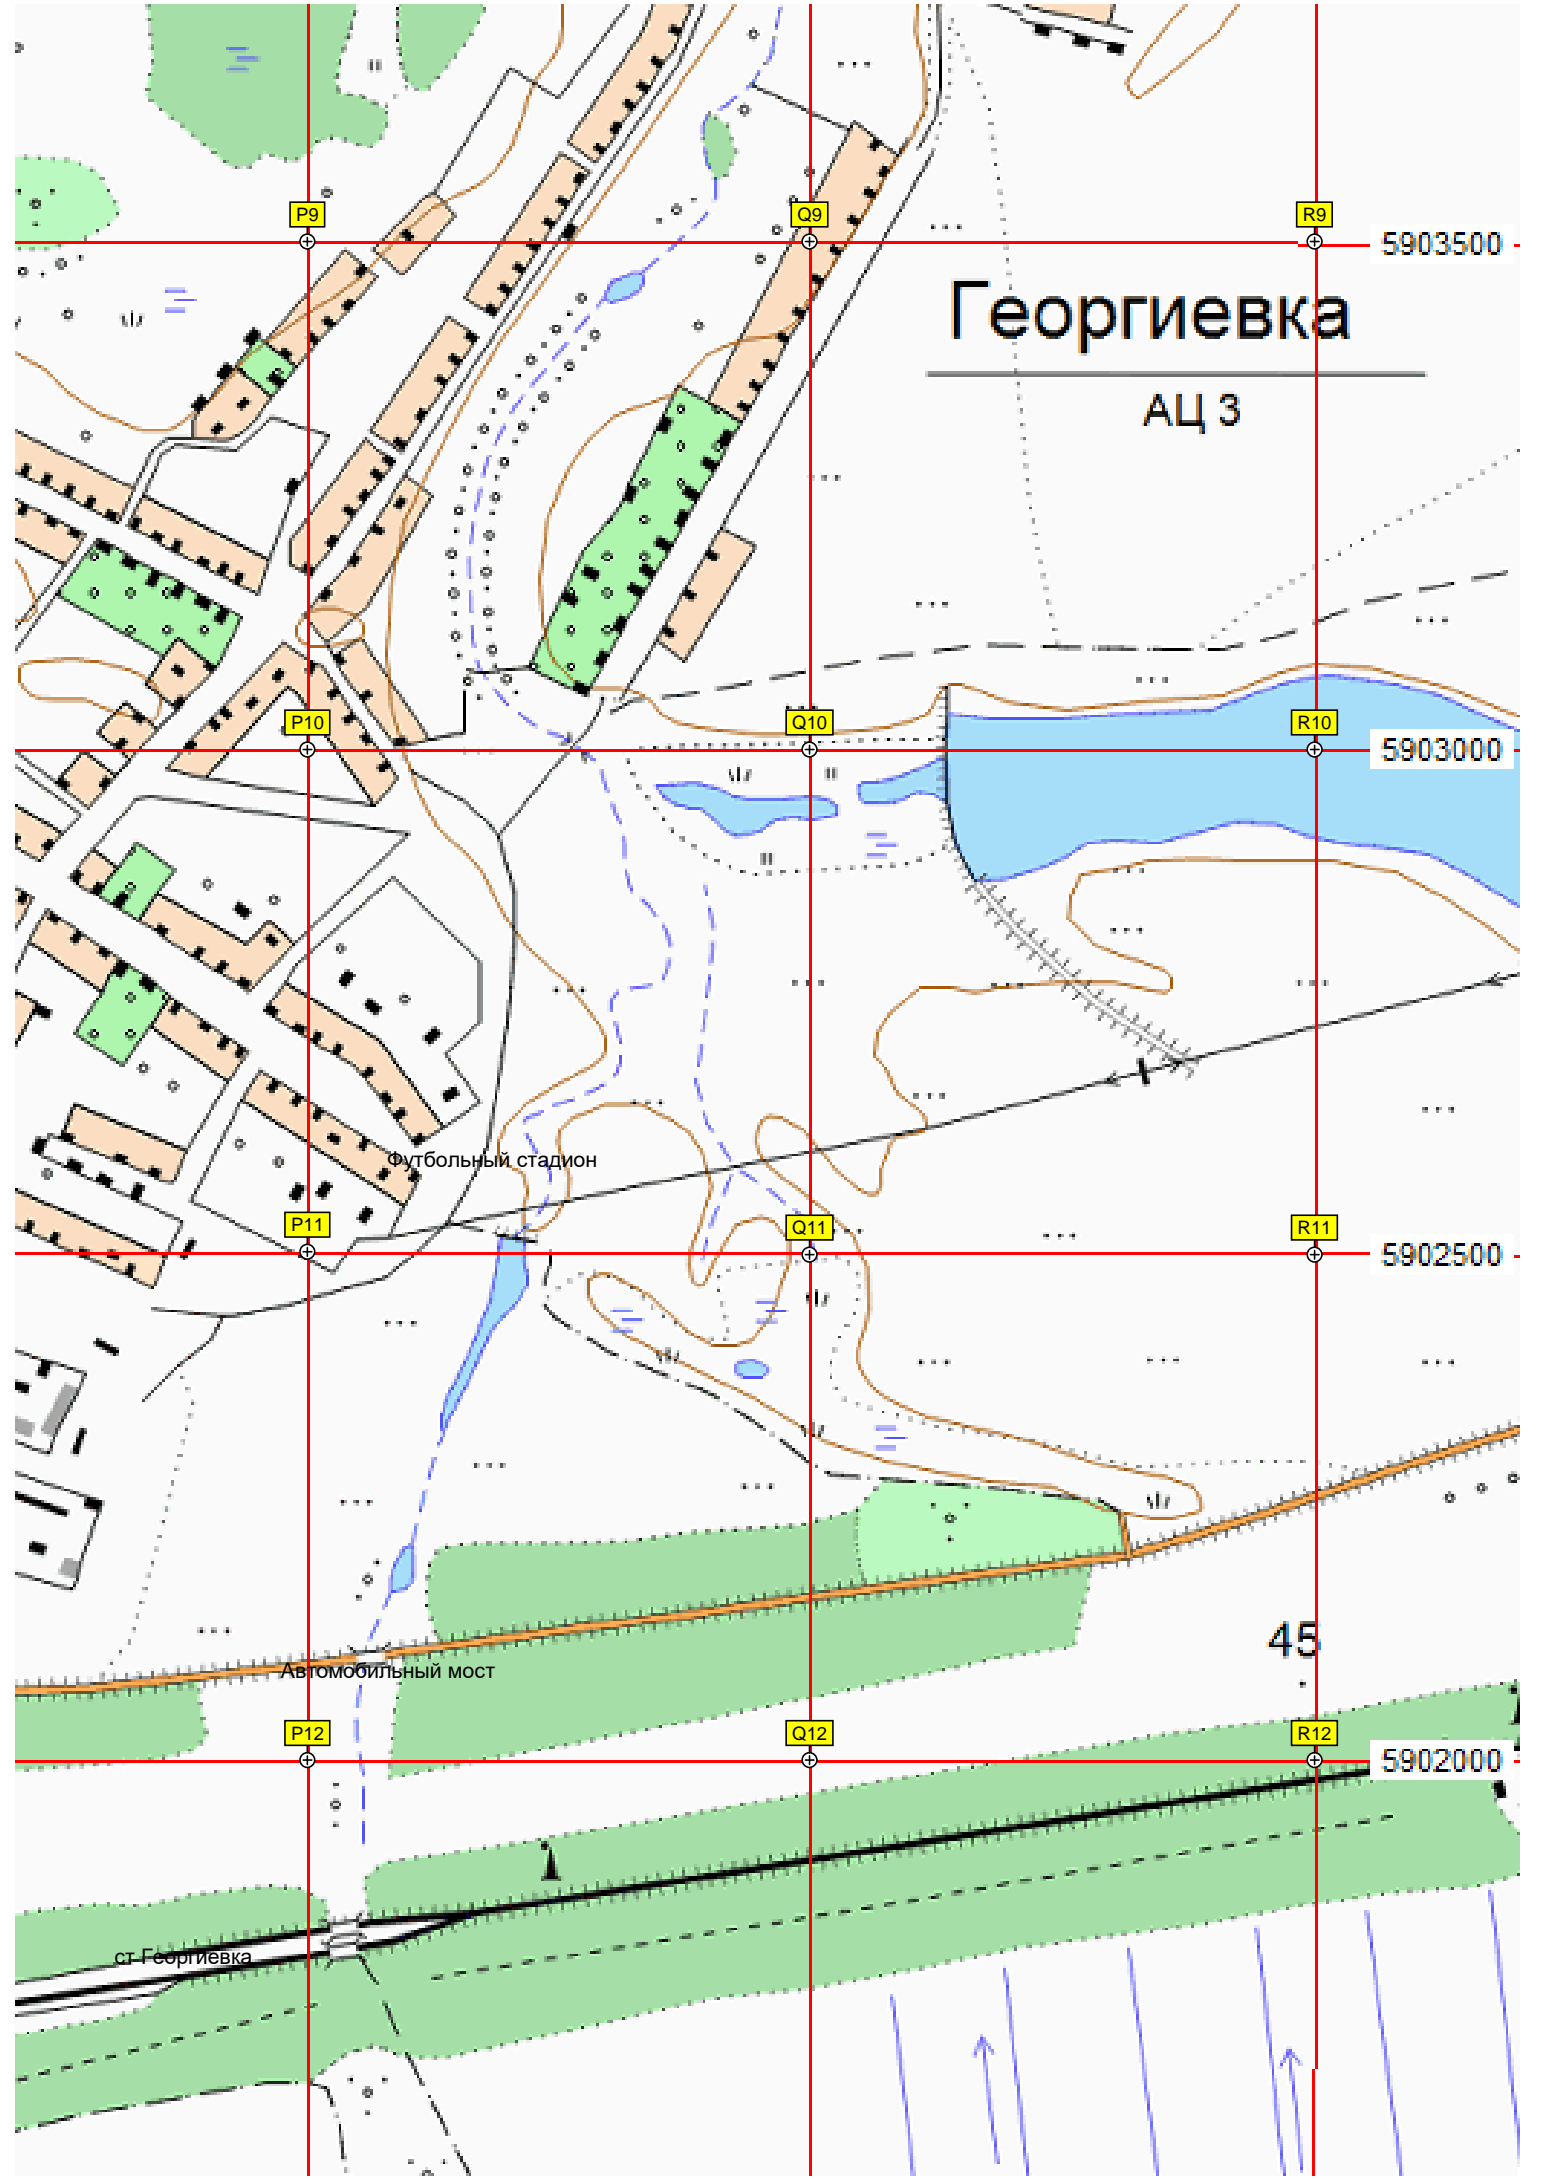 P9
Q9
R9
5903500
Георгиевка
АЦ 3
P10
Q10
R10
5903000
Футбольный стадион
P11
Q11
R11
5902500
45
Автомобильный мост
P12
Q12
R12
5902000
ст Георгиевка